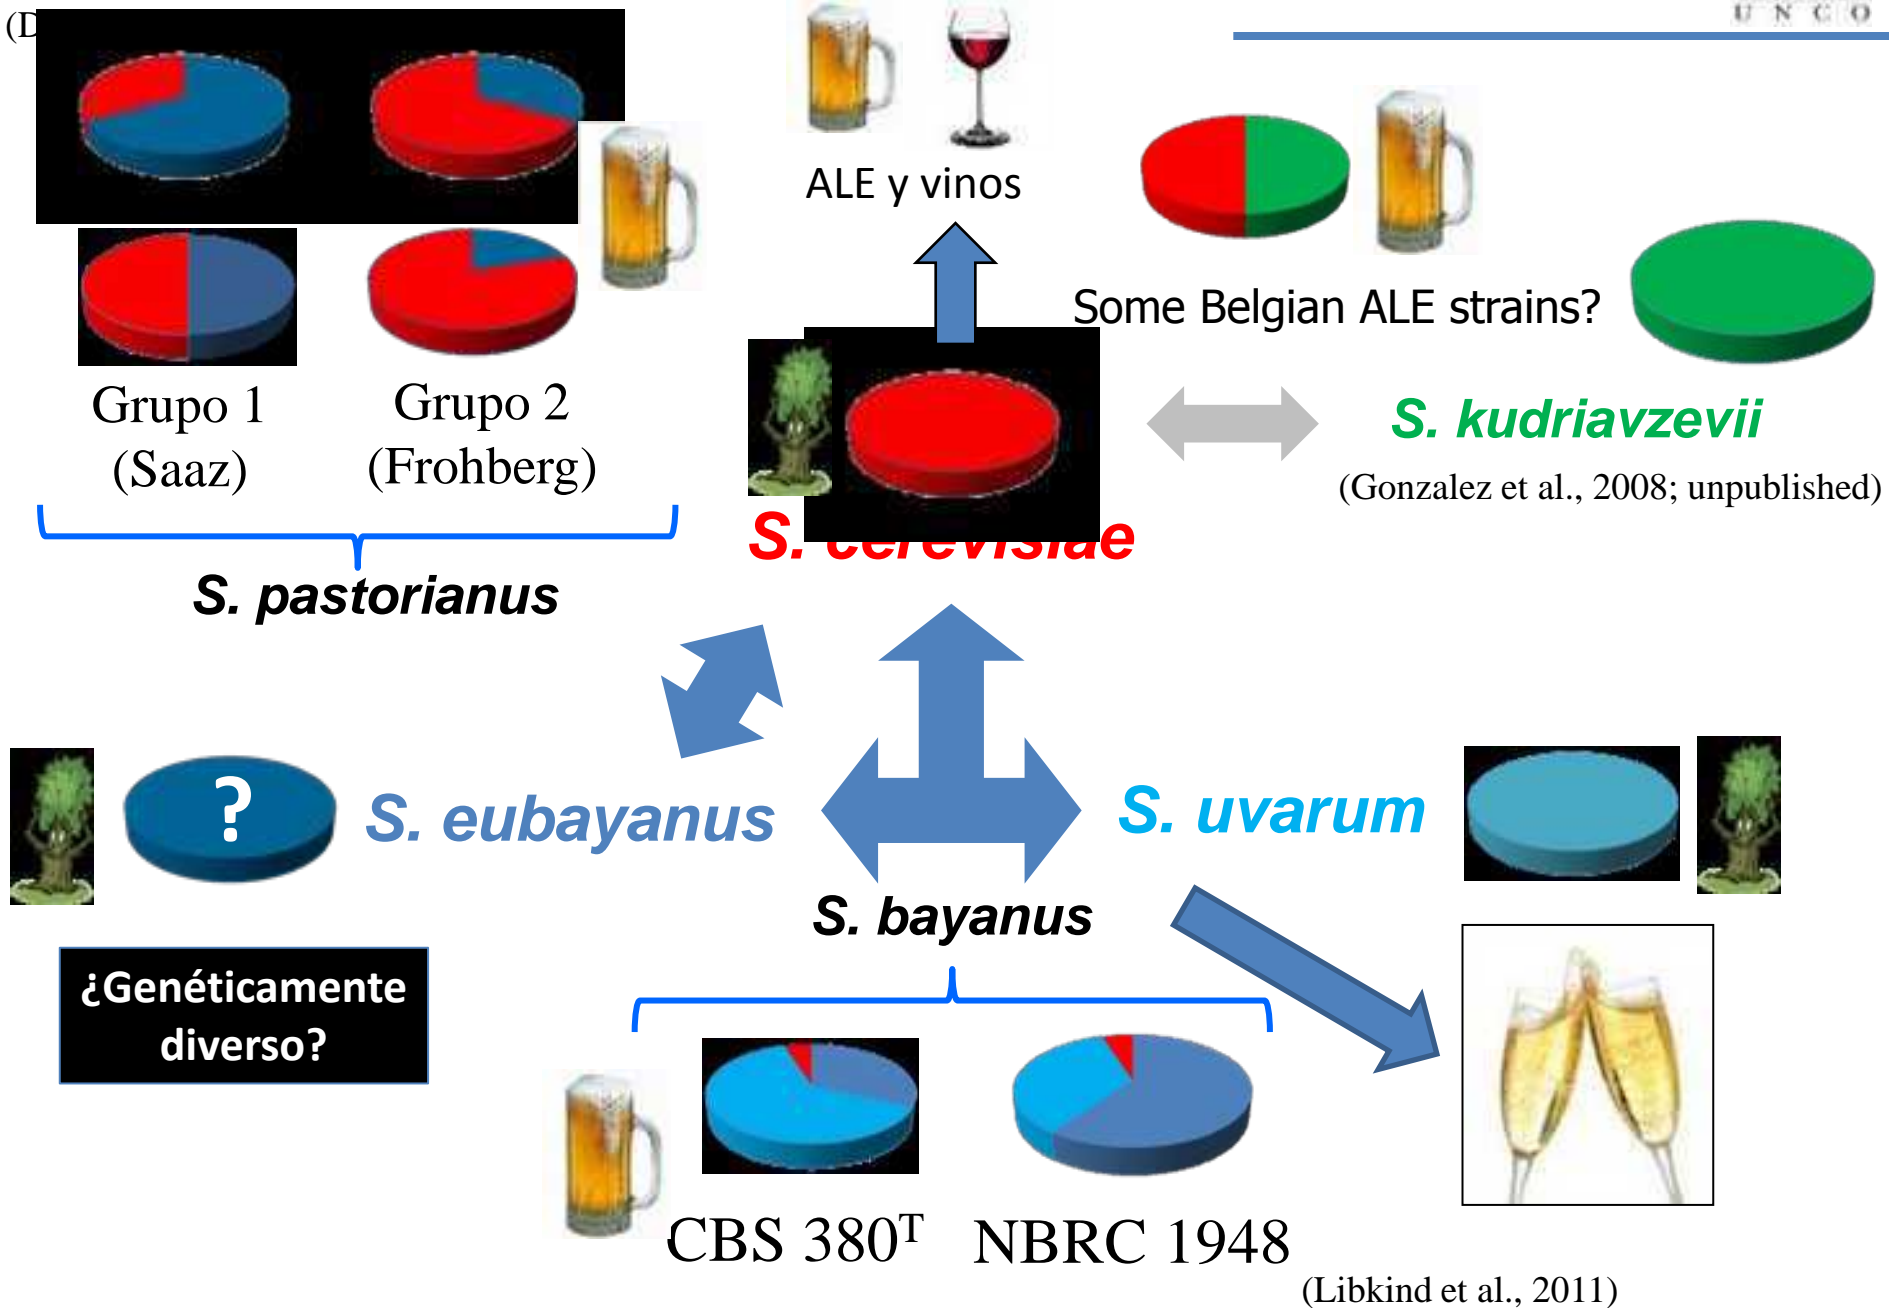 (D
U N C O
ALE y vinos
Some Belgian ALE strains?
Grupo 1
(Saaz)
Grupo 2
(Frohberg)
S. kudriavzevii
(Gonzalez et al., 2008; unpublished)
S. cerevisiae
S. pastorianus
?
S. eubayanus
S. uvarum
S. bayanus
¿Genéticamente
diverso?
CBS 380ᵀ
NBRC 1948
(Libkind et al., 2011)